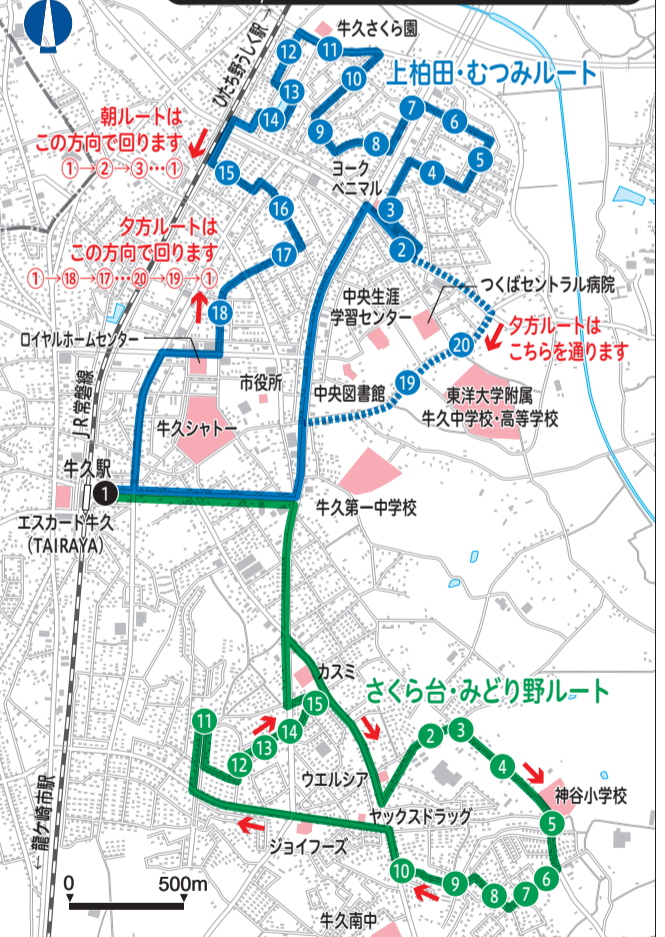 ひたち野うしく駅→
牛久さくら園
12
11
10
13
14
9
8
7
6
5
4
上柏田・むつみルート
朝ルートは
この方向で回ります
①→②→③…①
15
16
17
18
ヨーク
ベニマル
3
2
夕方ルートは
この方向で回ります
①→⑱→⑰…⑳→⑲→①
中央生涯
学習センター
つくばセントラル病院
夕方ルートは
こちらを通ります
20
19
ロイヤルホームセンター
市役所
中央図書館
東洋大学附属
牛久中学校・高等学校
JR常磐線
牛久シャトー
牛久駅
1
エスカード牛久
(TAIRAYA)
牛久第一中学校
カスミ
さくら台・みどり野ルート
15
14
13
12
11
2
3
4
神谷小学校
5
ウエルシア
ヤックスドラッグ
ジョイフーズ
10
9
8
7
6
←龍ケ崎市駅
0
500m
牛久南中